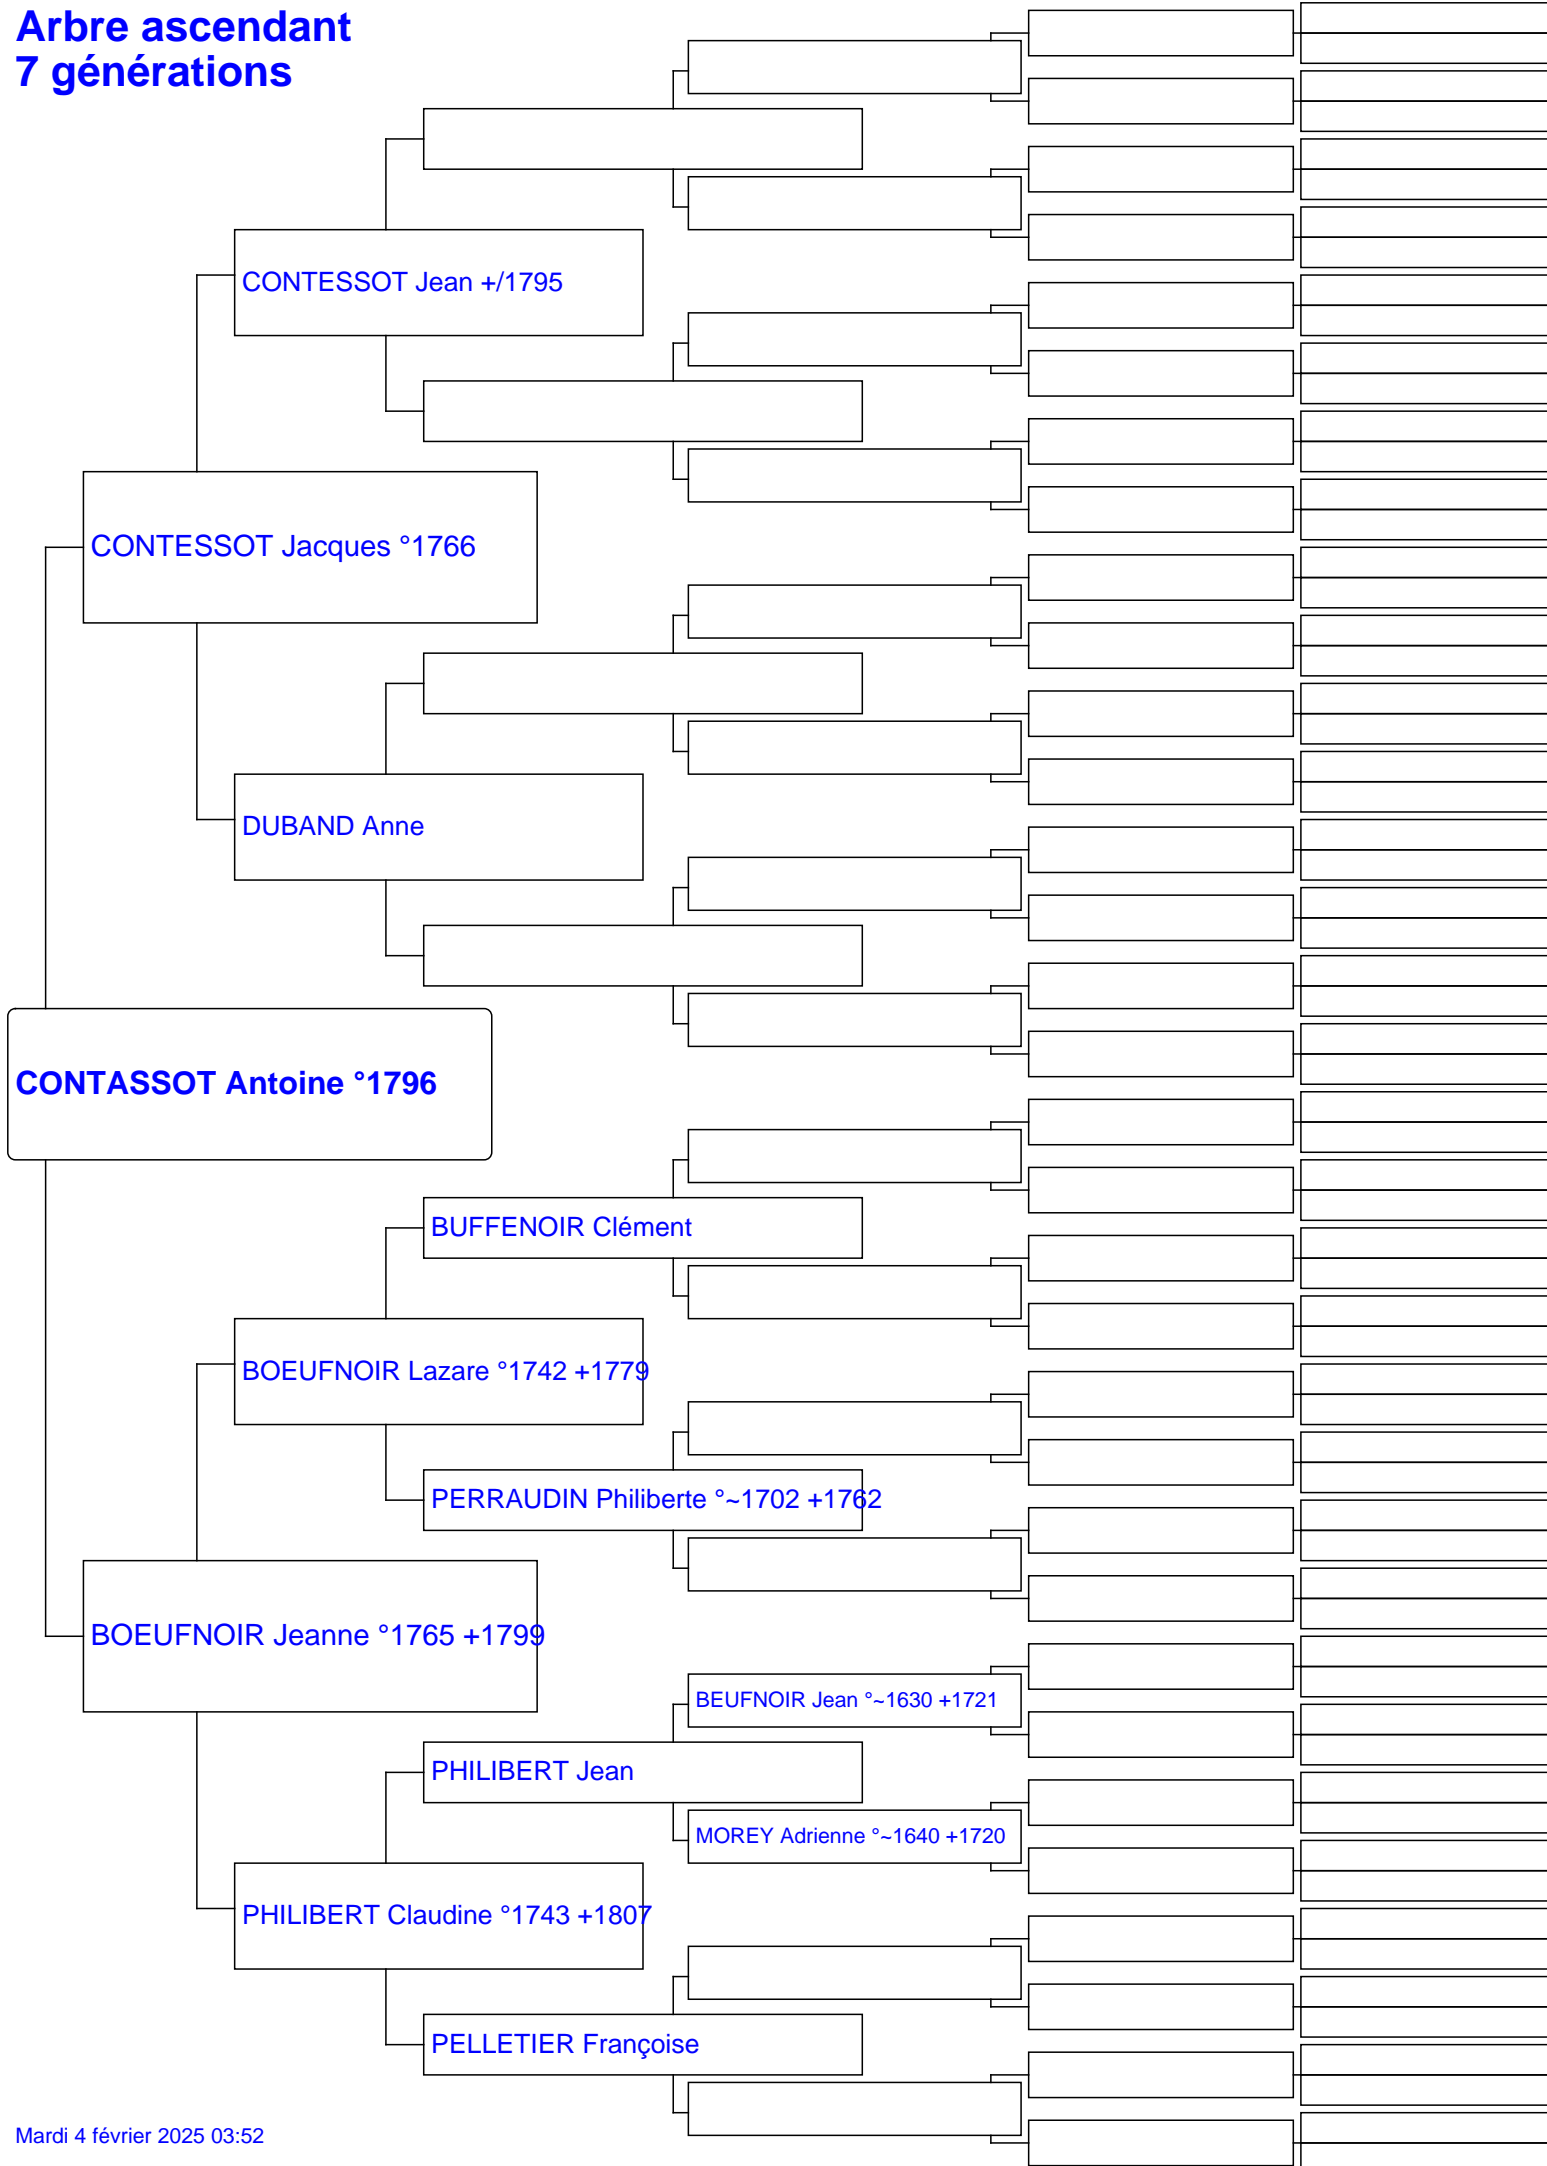 Arbre ascendant
7 générations
CONTESSOT Jean +/1795
CONTESSOT Jacques °1766
DUBAND Anne
CONTASSOT Antoine °1796
BUFFENOIR Clément
BOEUFNOIR Lazare °1742 +1779
PERRAUDIN Philiberte °~1702 +1762
BOEUFNOIR Jeanne °1765 +1799
BEUFNOIR Jean °~1630 +1721
PHILIBERT Jean
MOREY Adrienne °~1640 +1720
PHILIBERT Claudine °1743 +1807
PELLETIER Françoise
Mardi 4 février 2025 03:52